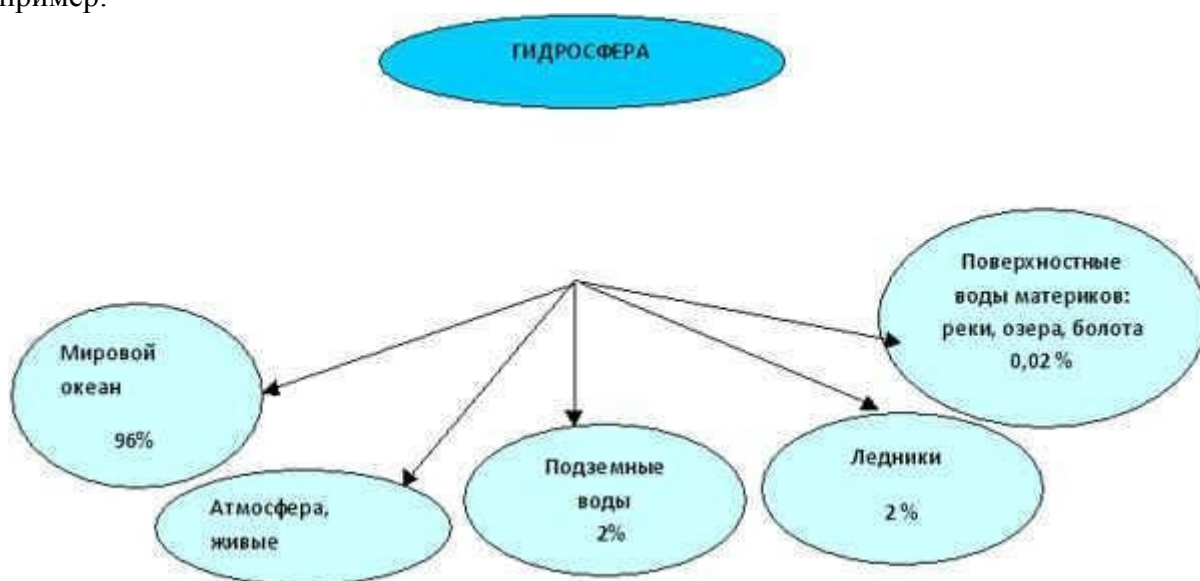 ГИДРОСФЕРА
Поверхностные
воды материков:
реки, озера, болота
0,02 %
Мировой
океан
96%
Атмосфера,
живые
Подземные
воды
2%
Ледники
2 %